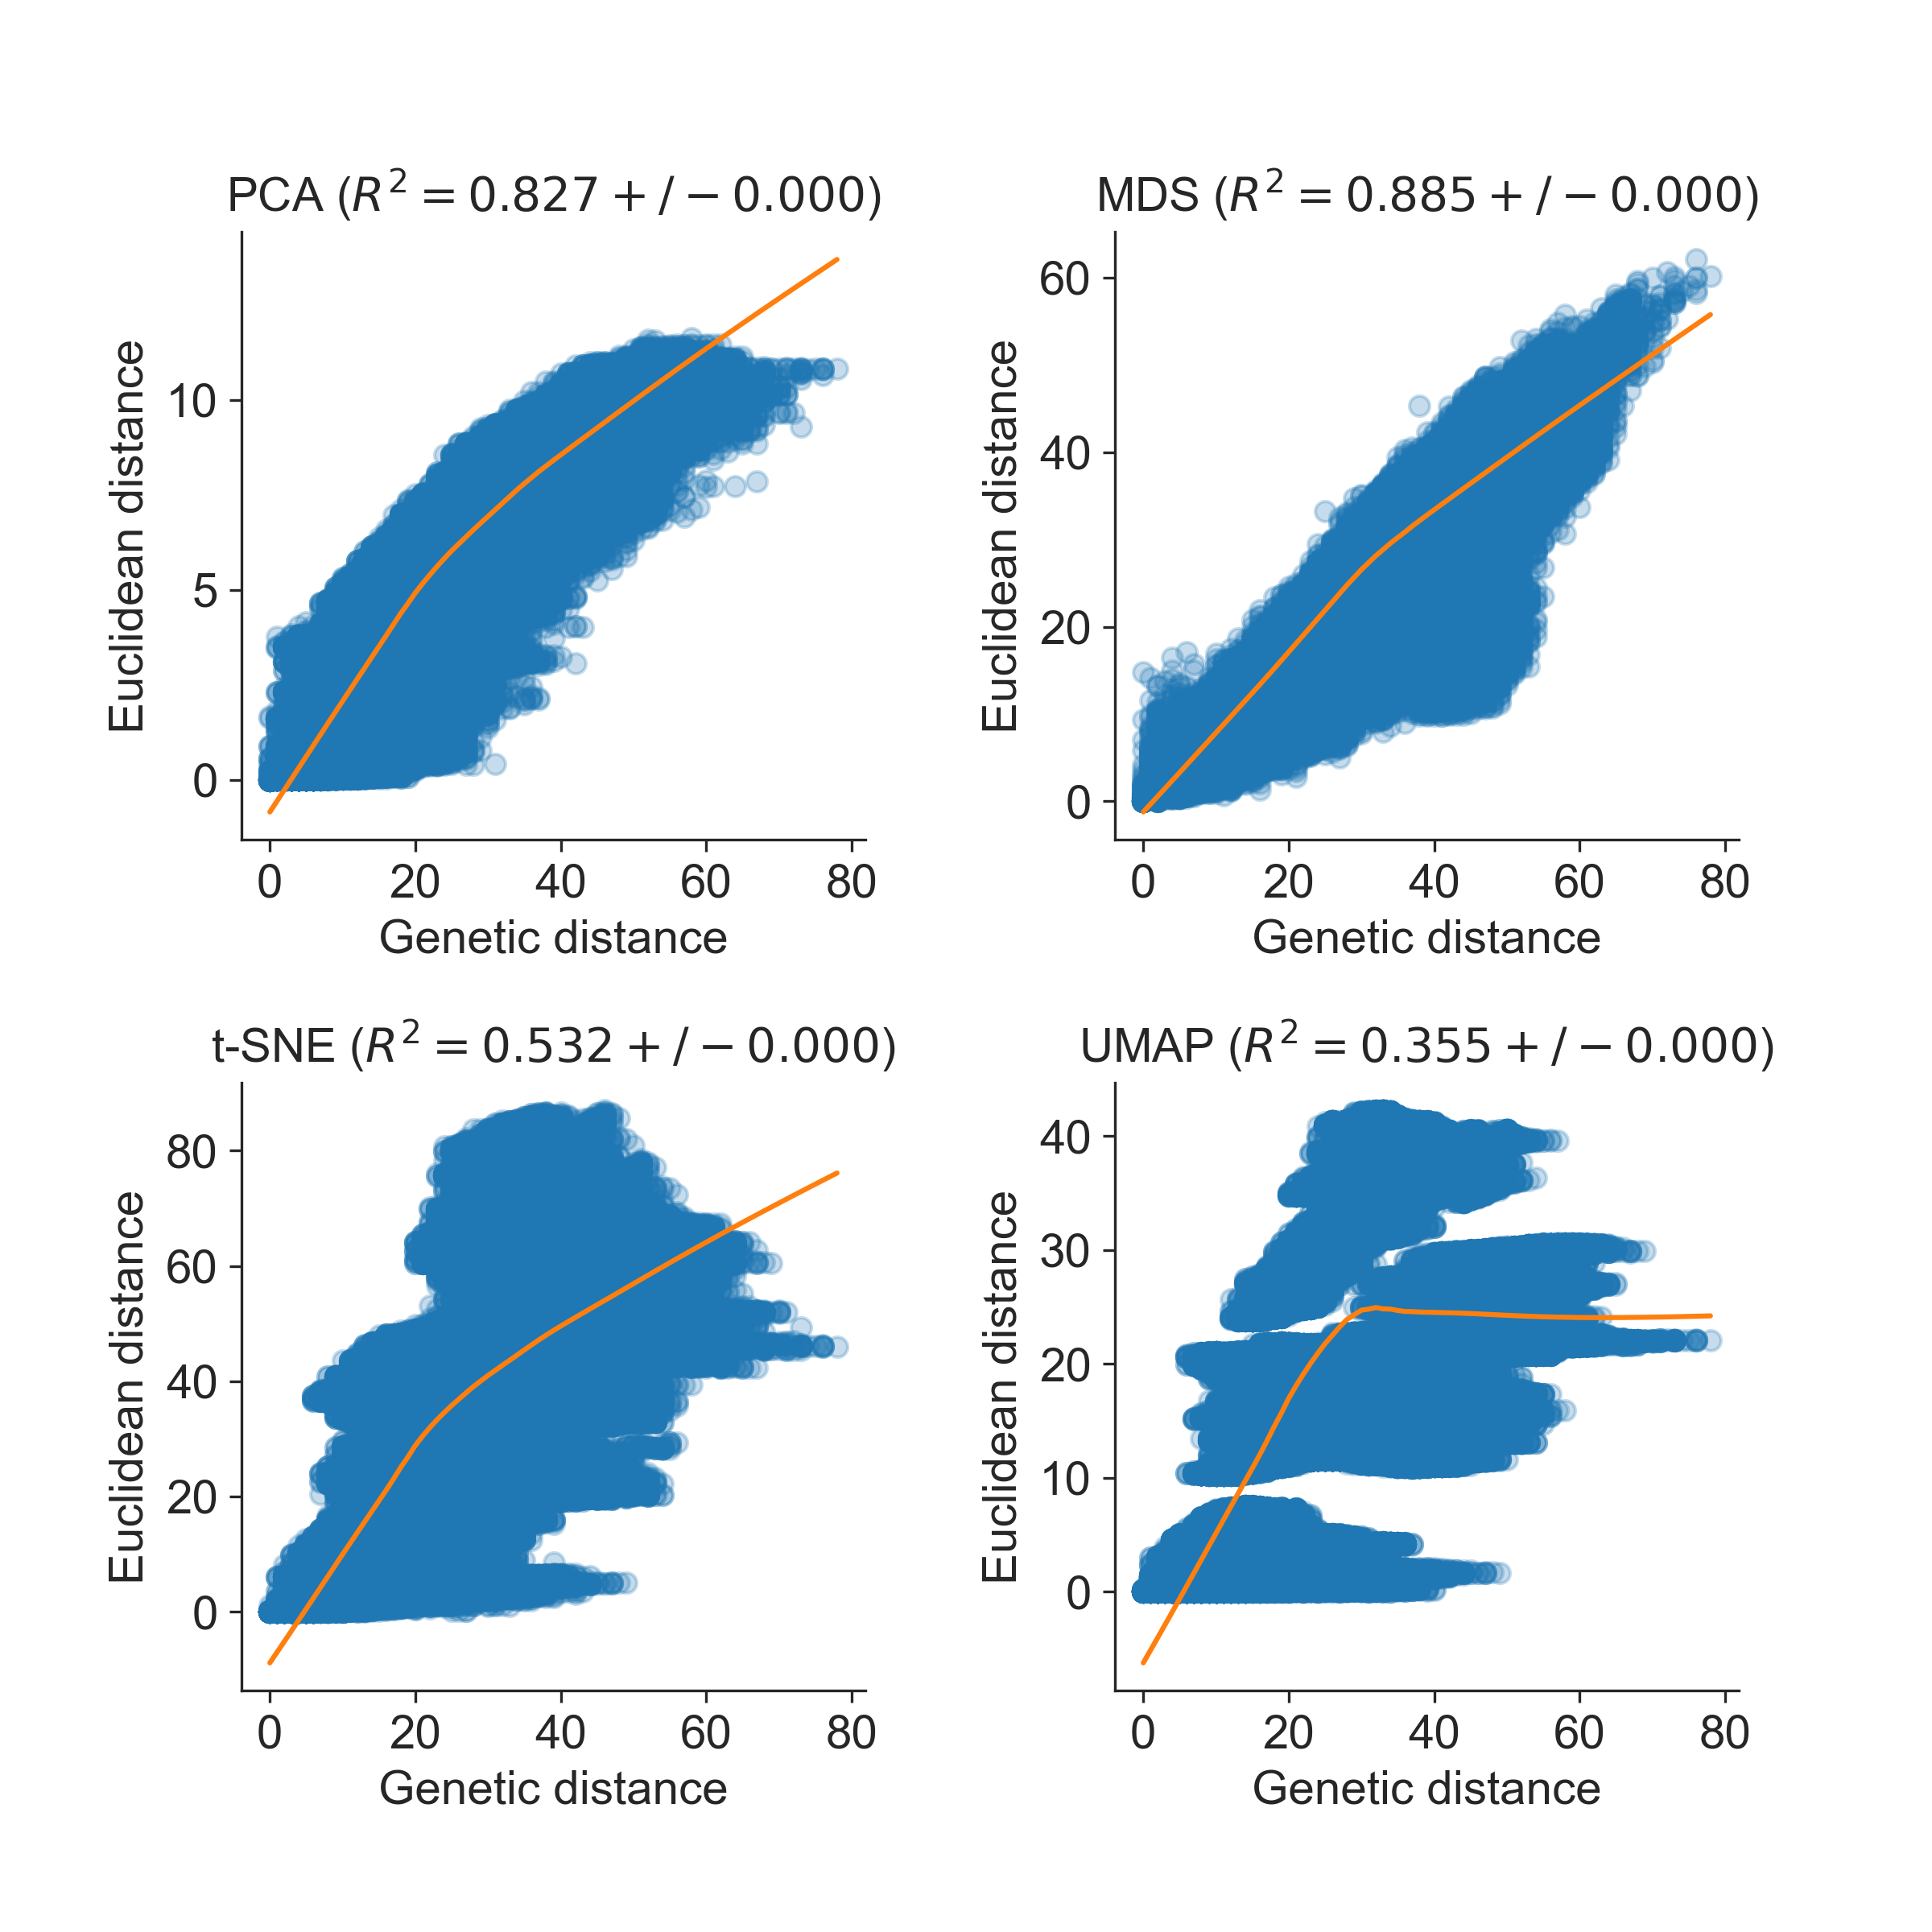 PCA (R² = 0.827 + / − 0.000)
Euclidean distance
10
5
0
0 20 40 60 80
Genetic distance
MDS (R² = 0.885 + / − 0.000)
Euclidean distance
60
40
20
0
0 20 40 60 80
Genetic distance
t-SNE (R² = 0.532 + / − 0.000)
Euclidean distance
80
60
40
20
0
0 20 40 60 80
Genetic distance
UMAP (R² = 0.355 + / − 0.000)
Euclidean distance
40
30
20
10
0
0 20 40 60 80
Genetic distance